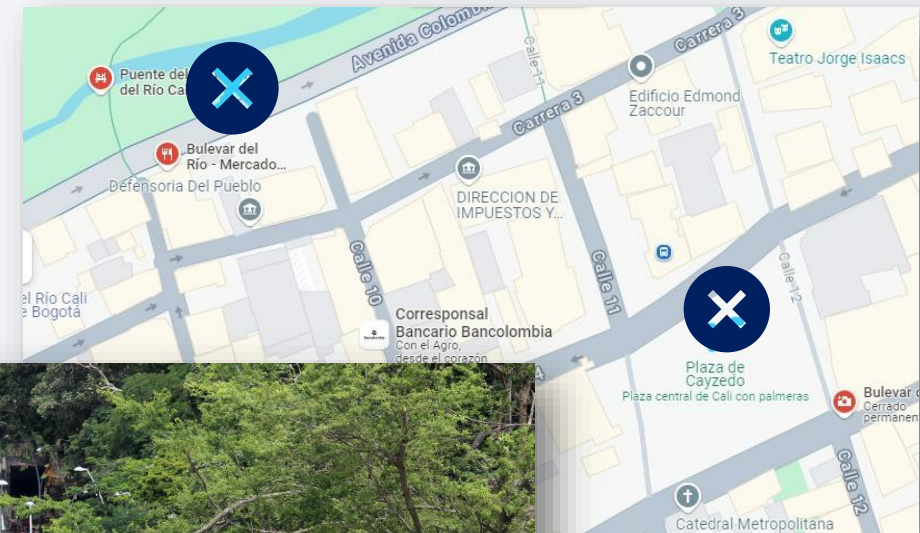 Avenida Colomb
Calle 11
Carrera 3
Teatro Jorge Isaacs
Puente del
del Río Ca
Edificio Edmond
Zaccour
Carrera 3
Bulevar del
Río - Mercado...
Defensoria Del Pueblo
DIRECCION DE
IMPUESTOS Y...
Calle 10
Calle 11
Calle 12
el Río Cali
e Bogotá
Corresponsal
Bancario Bancolombia
Con el Agro,
desde el corazón
4
Plaza de
Cayzedo
Plaza central de Cali con palmeras
Bulevar
Cerrado
permanen
Calle 12
Catedral Metropolitana